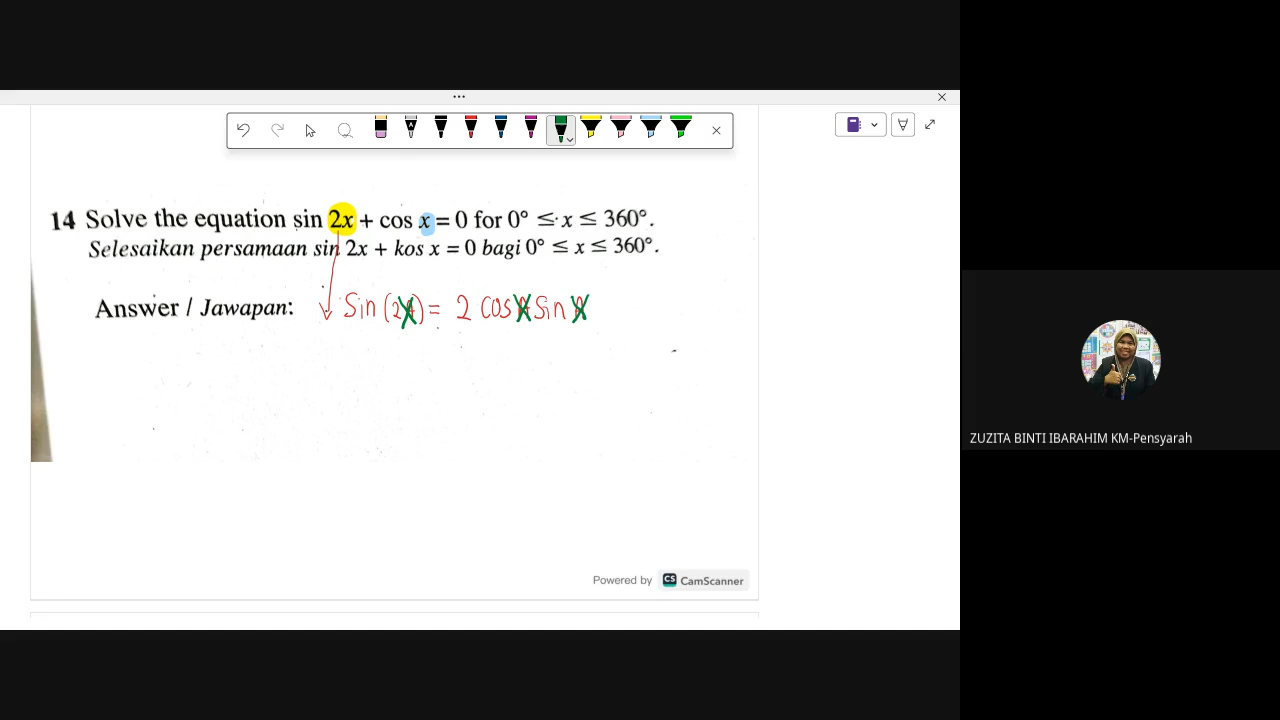 14 Solve the equation sin 2x + cos x = 0 for 0° ≤ x ≤ 360°.
Selesaikan persamaan sin 2x + kos x = 0 bagi 0° ≤ x ≤ 360°.
Answer / Jawapan: Sin (2x) = 2 cos x sin x
Powered by CS CamScanner
ZUZITA BINTI IBARAHIM KM-Pensyarah